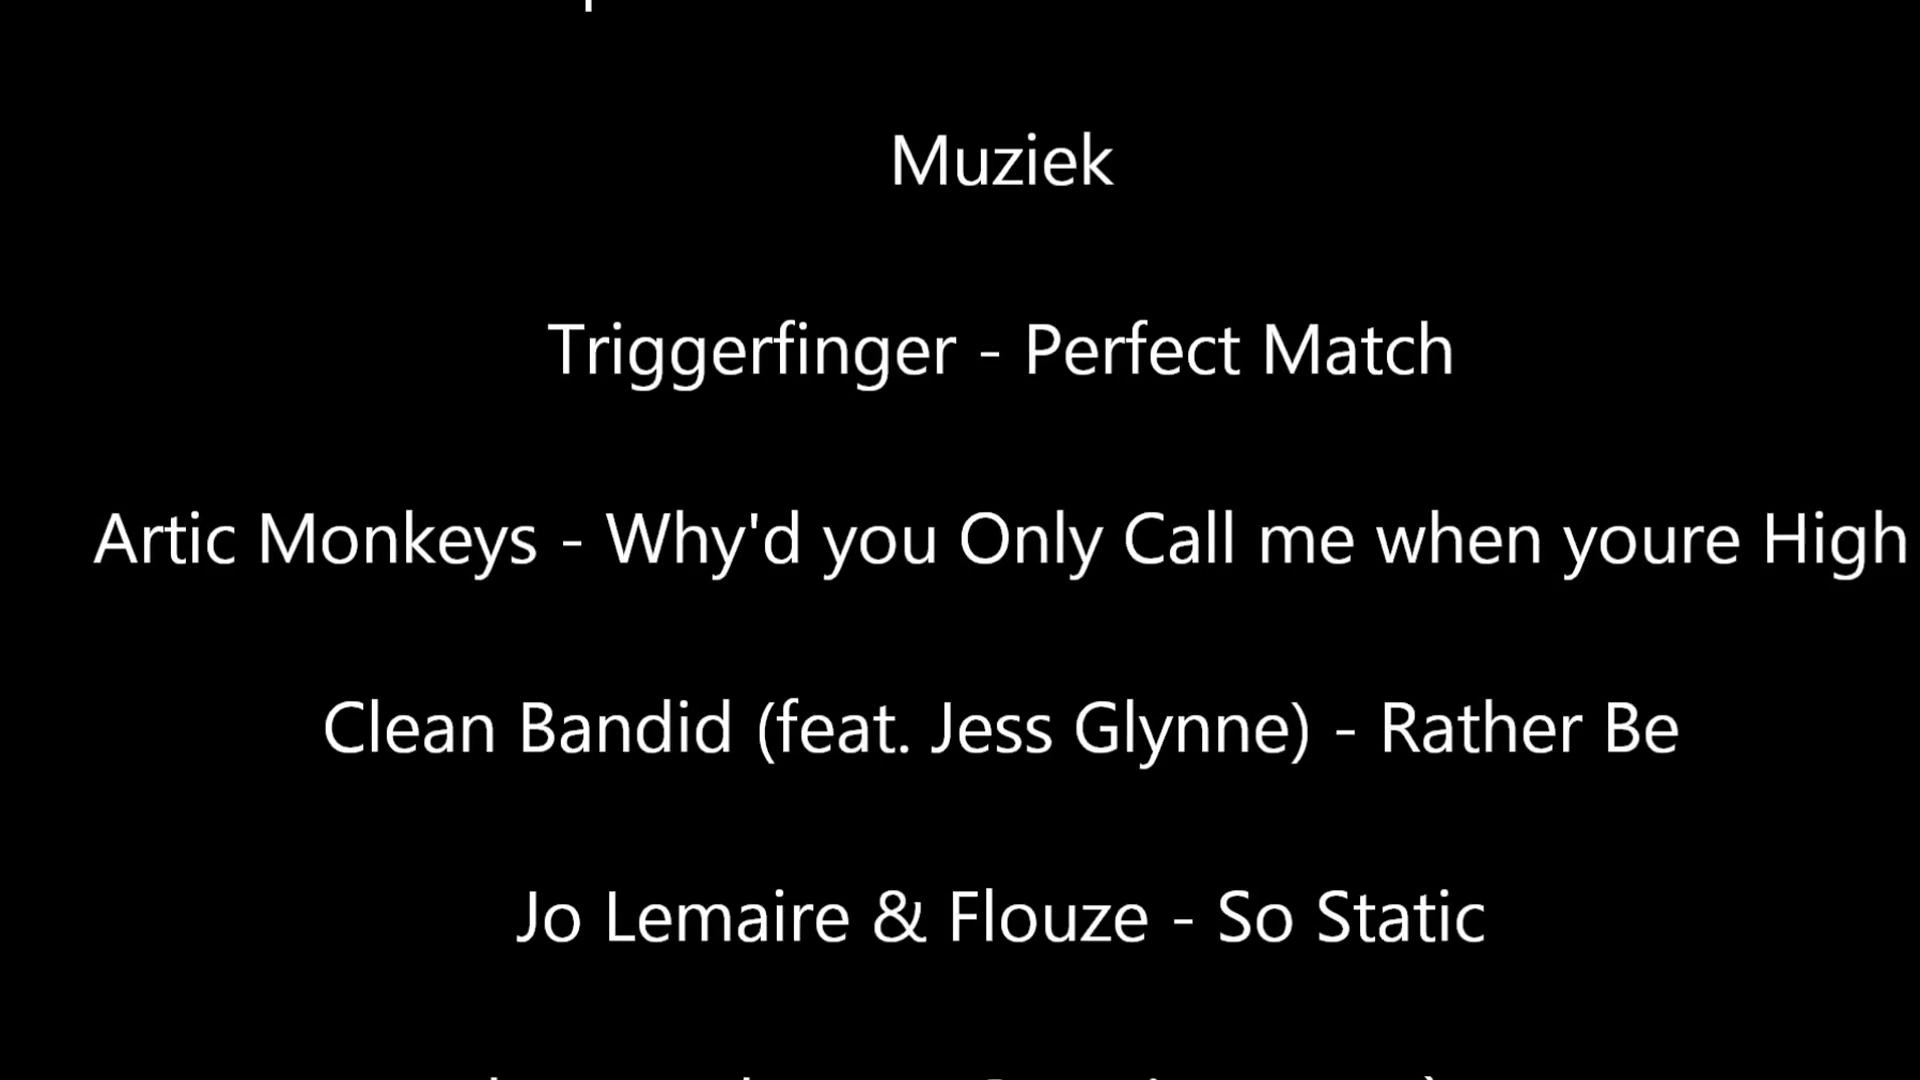 Muziek
Triggerfinger - Perfect Match
Artic Monkeys - Why'd you Only Call me when youre High
Clean Bandid (feat. Jess Glynne) - Rather Be
Jo Lemaire & Flouze - So Static